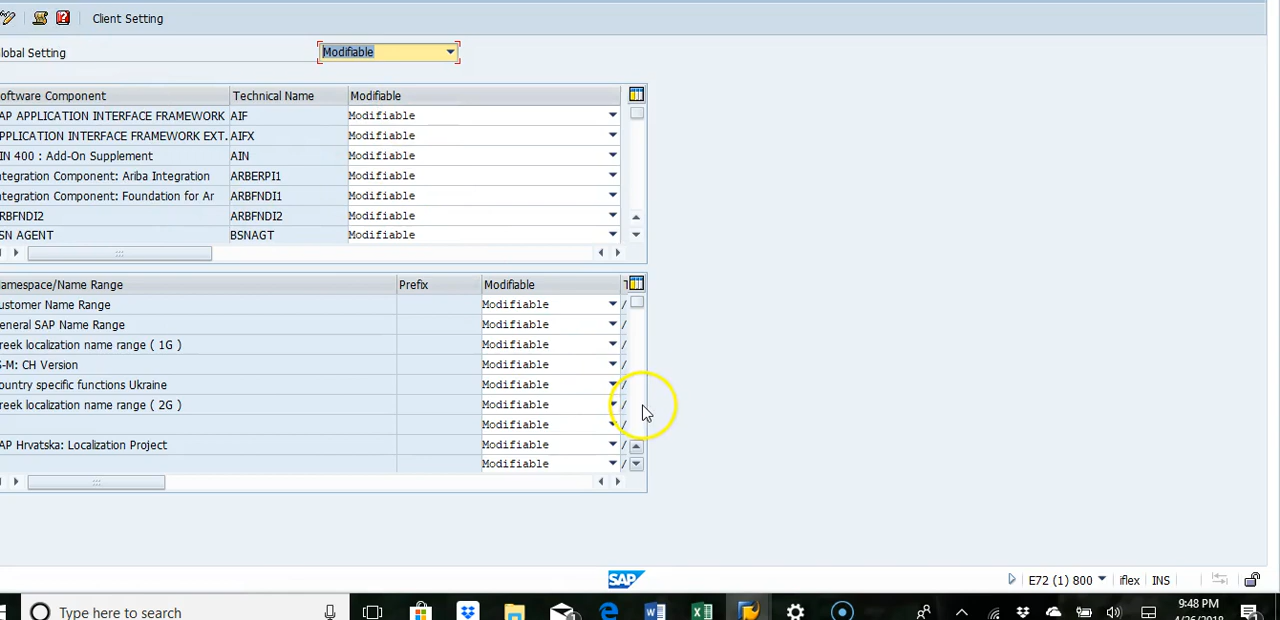 Client Setting
lobal Setting Modifiable
oftware Component Technical Name Modifiable
AP APPLICATION INTERFACE FRAMEWORK AIF Modifiable
PPLICATION INTERFACE FRAMEWORK EXT. AIFX Modifiable
IN 400 : Add-On Supplement AIN Modifiable
ntegration Component: Ariba Integration ARBERPI1 Modifiable
ntegration Component: Foundation for Ar ARBFNDI1 Modifiable
RBFNDI2 ARBFNDI2 Modifiable
SN AGENT BSNAGT Modifiable
amespace/Name Range Prefix Modifiable T
ustomer Name Range Modifiable /
eneral SAP Name Range Modifiable /
reek localization name range ( 1G ) Modifiable /
S-M: CH Version Modifiable /
ountry specific functions Ukraine Modifiable /
reek localization name range ( 2G ) Modifiable /
Modifiable /
AP Hrvatska: Localization Project Modifiable /
Modifiable /
SAP E72 (1) 800 iflex INS
Type here to search 9:48 PM
4/26/2018